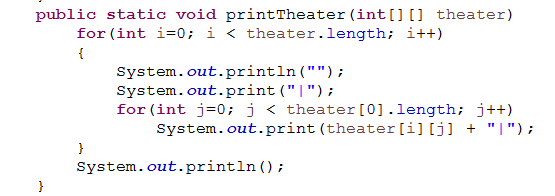 public static void printTheater(int[][] theater)
    for(int i=0; i < theater.length; i++)
    {
        System.out.println("");
        System.out.print("|");
        for(int j=0; j < theater[0].length; j++)
            System.out.print(theater[i][j] + "|");
    }
    System.out.println();
}